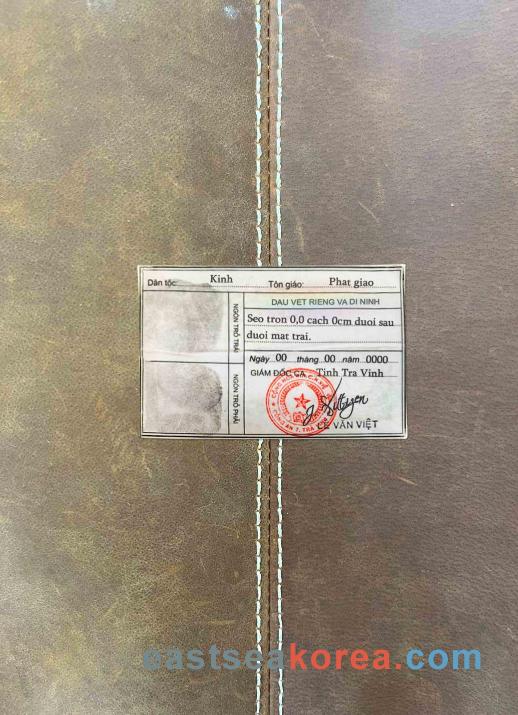 Dân tộc: Kinh Tôn giáo: Phat giao
NGÓN TRỎ TRÁI
DAU VET RIENG VA DI NINH
Seo tron 0,0 cach 0cm duoi sau
duoi mat trai.
NGÓN TRỎ PHẢI
Ngày 00 tháng 00 năm 0000
GIÁM ĐỐC CA Tinh Tra Vinh
LÊ VĂN VIỆT
eastseakorea.com